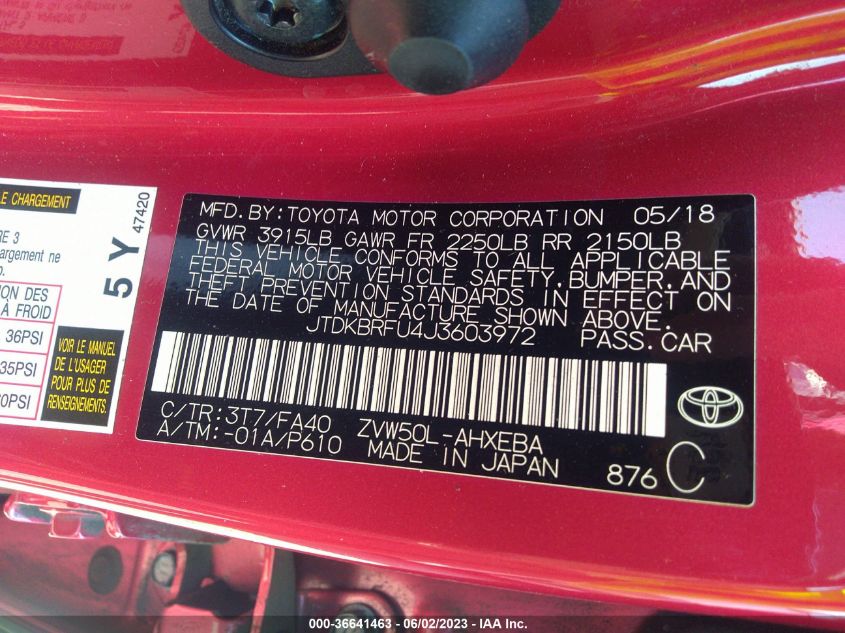 MFD.BY:TOYOTA MOTOR CORPORATION 05/18
GVWR 3915LB GAWR FR 2250LB RR 2150LB
THIS VEHICLE CONFORMS TO ALL APPLICABLE
FEDERAL MOTOR VEHICLE SAFETY,BUMPER,AND
THEFT PREVENTION STANDARDS IN EFFECT ON
THE DATE OF MANUFACTURE SHOWN ABOVE.
JTDKBRFU4J3603972 PASS.CAR
C/TR:3T7/FA40 ZVW50L-AHXEBA
A/TM:-01A/P610 MADE IN JAPAN 876 C
LE CHARGEMENT
3
chargement ne
DES
À FROID
36PSI
35PSI
0PSI
5 Y
47420
VOIR LE MANUEL
DE L'USAGER
POUR PLUS DE
RENSEIGNEMENTS.
000-36641463 - 06/02/2023 - IAA Inc.